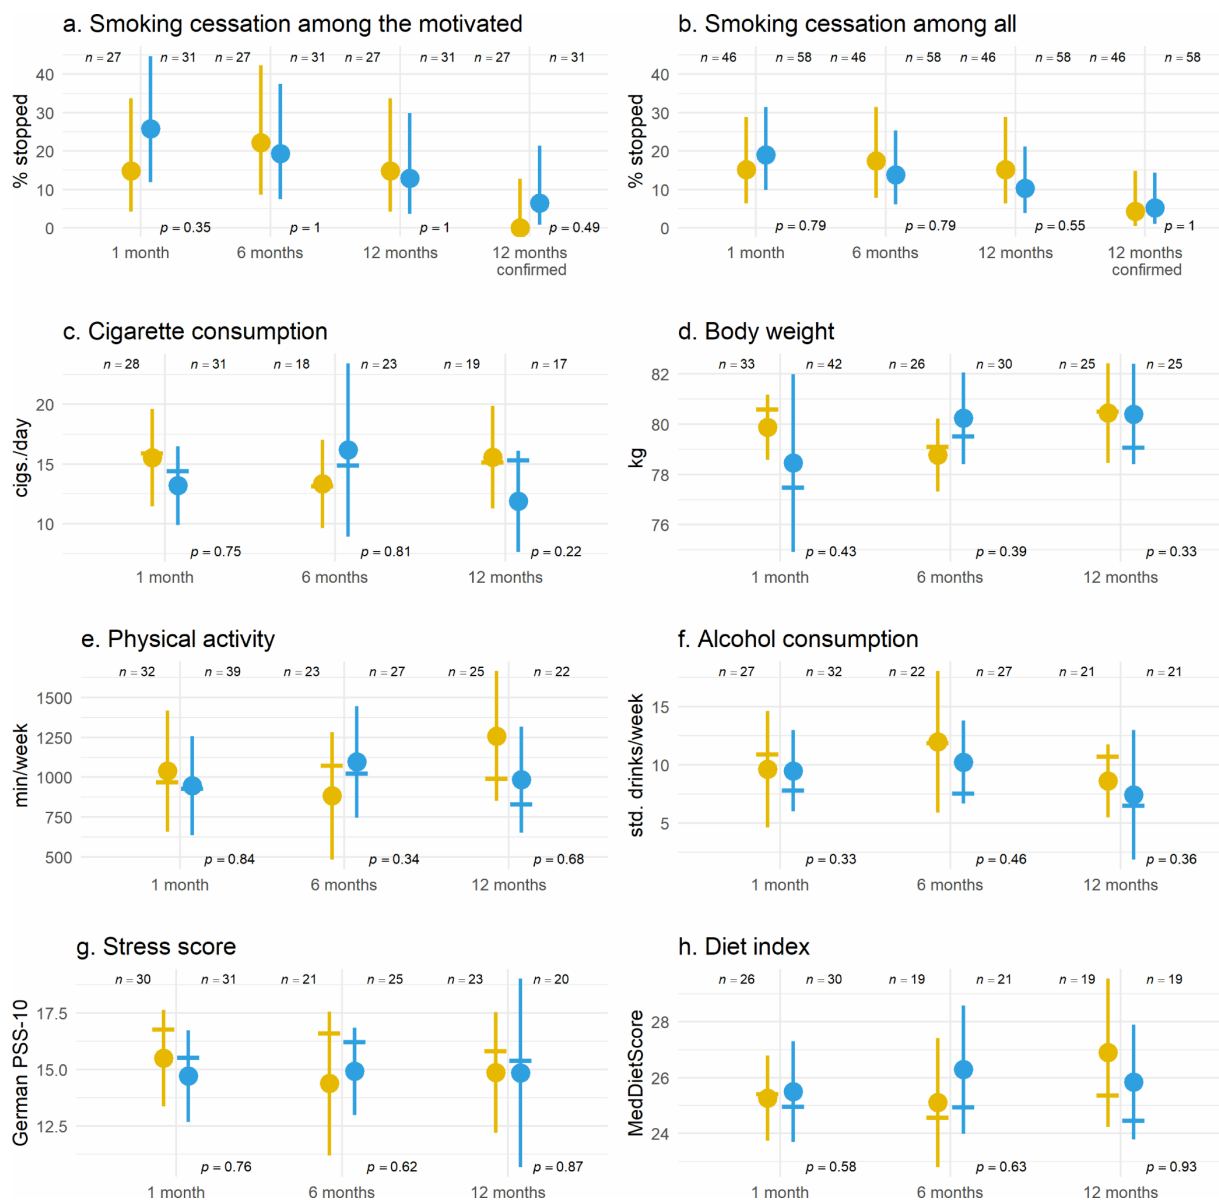 a. Smoking cessation among the motivated
n = 27 n = 31 n = 27 n = 31 n = 27 n = 31 n = 27 n = 31
% stopped
40
30
20
10
0
p = 0.35 p = 1 p = 1 p = 0.49
1 month 6 months 12 months 12 months
confirmed
b. Smoking cessation among all
n = 46 n = 58 n = 46 n = 58 n = 46 n = 58 n = 46 n = 58
% stopped
40
30
20
10
0
p = 0.79 p = 0.79 p = 0.55 p = 1
1 month 6 months 12 months 12 months
confirmed
c. Cigarette consumption
n = 28 n = 31 n = 18 n = 23 n = 19 n = 17
cigs./day
20
15
10
p = 0.75 p = 0.81 p = 0.22
1 month 6 months 12 months
d. Body weight
n = 33 n = 42 n = 26 n = 30 n = 25 n = 25
kg
82
80
78
76
p = 0.43 p = 0.39 p = 0.33
1 month 6 months 12 months
e. Physical activity
n = 32 n = 39 n = 23 n = 27 n = 25 n = 22
min/week
1500
1250
1000
750
500
p = 0.84 p = 0.34 p = 0.68
1 month 6 months 12 months
f. Alcohol consumption
n = 27 n = 32 n = 22 n = 27 n = 21 n = 21
std. drinks/week
15
10
5
p = 0.33 p = 0.46 p = 0.36
1 month 6 months 12 months
g. Stress score
n = 30 n = 31 n = 21 n = 25 n = 23 n = 20
German PSS-10
17.5
15.0
12.5
p = 0.76 p = 0.62 p = 0.87
1 month 6 months 12 months
h. Diet index
n = 26 n = 30 n = 19 n = 21 n = 19 n = 19
MedDietScore
28
26
24
p = 0.58 p = 0.63 p = 0.93
1 month 6 months 12 months